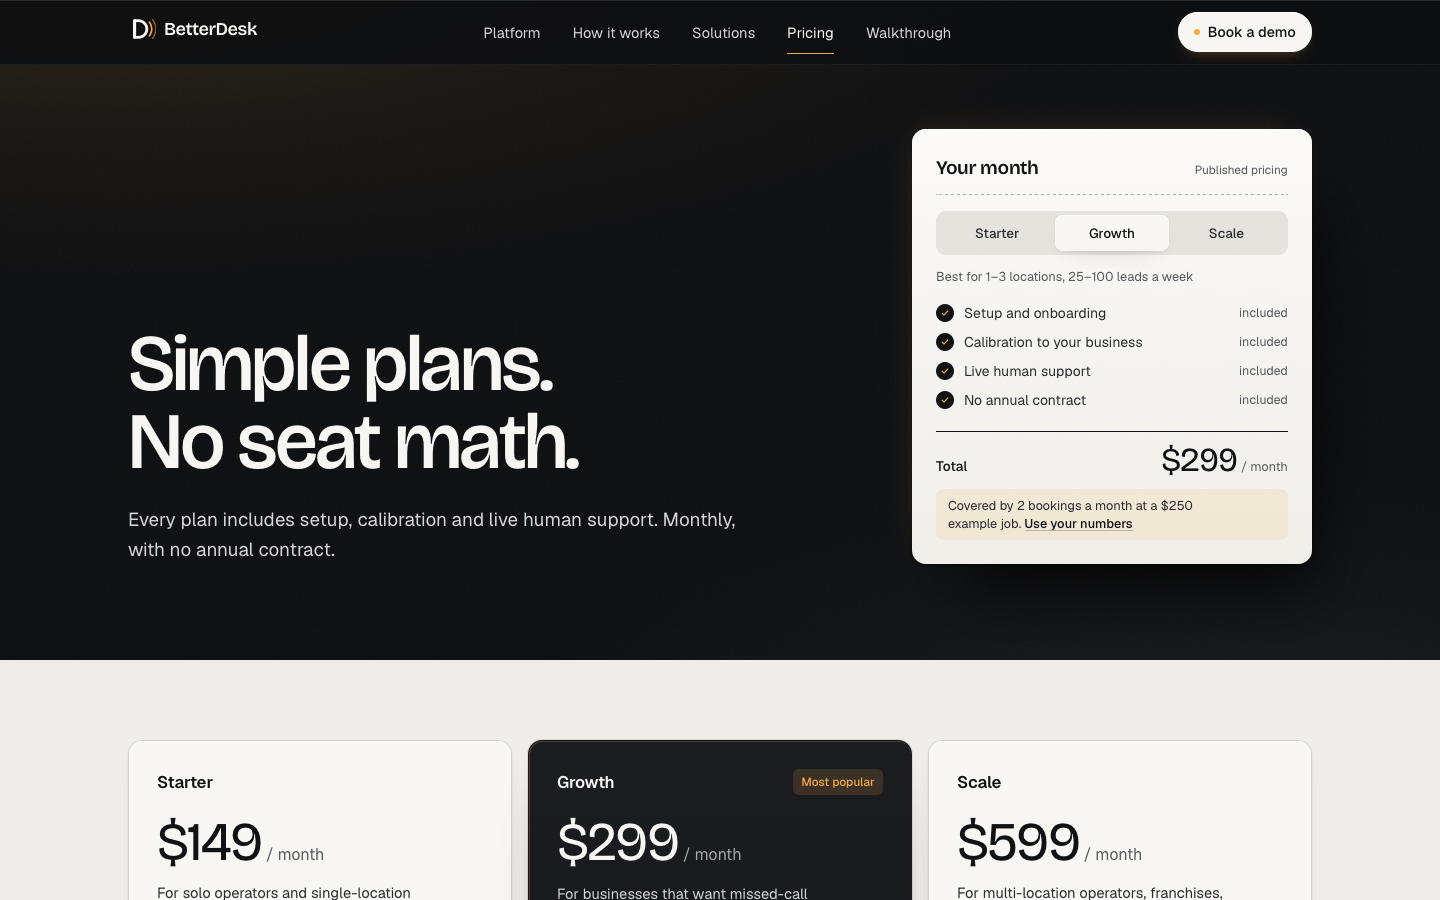 BetterDesk
Platform
How it works
Solutions
Pricing
Walkthrough
Book a demo
Simple plans.
No seat math.
Every plan includes setup, calibration and live human support. Monthly,
with no annual contract.
Your month
Published pricing
Starter
Growth
Scale
Best for 1–3 locations, 25–100 leads a week
Setup and onboarding included
Calibration to your business included
Live human support included
No annual contract included
Total $299 / month
Covered by 2 bookings a month at a $250
example job. Use your numbers
Starter
$149 / month
For solo operators and single-location
Growth
Most popular
$299 / month
For businesses that want missed-call
Scale
$599 / month
For multi-location operators, franchises,